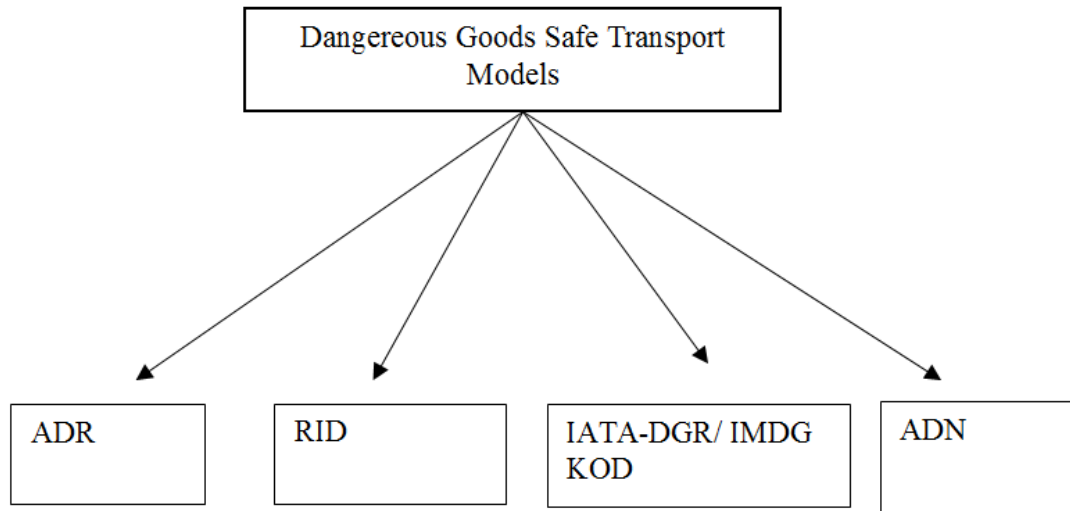 Dangereous Goods Safe Transport
Models
ADR
RID
IATA-DGR/ IMDG
KOD
ADN